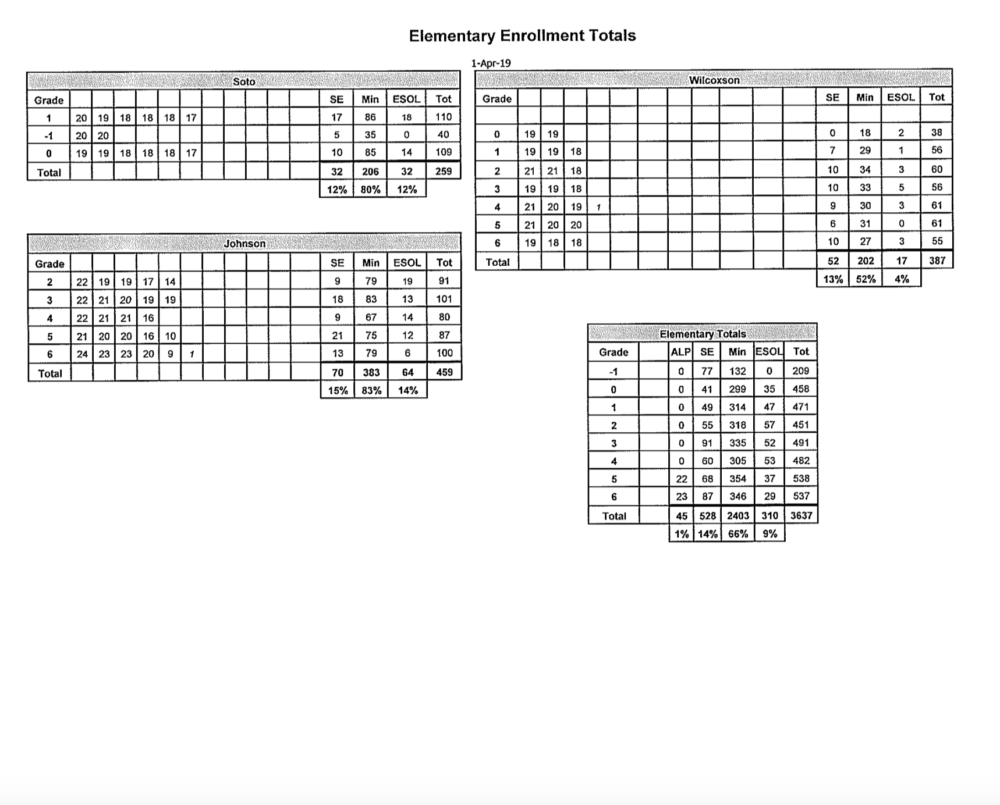 Elementary Enrollment Totals
1-Apr-19
Soto
Grade SE Min ESOL Tot
1 20 19 18 18 18 17 17 86 18 110
-1 20 20 5 35 0 40
0 19 19 18 18 18 17 10 85 14 109
Total 32 206 32 259
12% 80% 12%
Johnson
Grade SE Min ESOL Tot
2 22 19 19 17 14 9 79 19 91
3 22 21 20 19 19 18 83 13 101
4 22 21 21 16 9 67 14 80
5 21 20 20 16 10 21 75 12 87
6 24 23 23 20 9 1 13 79 6 100
Total 70 383 64 459
15% 83% 14%
Wilcoxson
Grade SE Min ESOL Tot
0 19 19 0 18 2 38
1 19 19 18 7 29 1 56
2 21 21 18 10 34 3 60
3 19 19 18 10 33 5 56
4 21 20 19 1 9 30 3 61
5 21 20 20 6 31 0 61
6 19 18 18 10 27 3 55
Total 52 202 17 387
13% 52% 4%
Elementary Totals
Grade ALP SE Min ESOL Tot
-1 0 77 132 0 209
0 0 41 299 35 458
1 0 49 314 47 471
2 0 55 318 57 451
3 0 91 335 52 491
4 0 60 305 53 482
5 22 68 354 37 538
6 23 87 346 29 537
Total 45 528 2403 310 3637
1% 14% 66% 9%